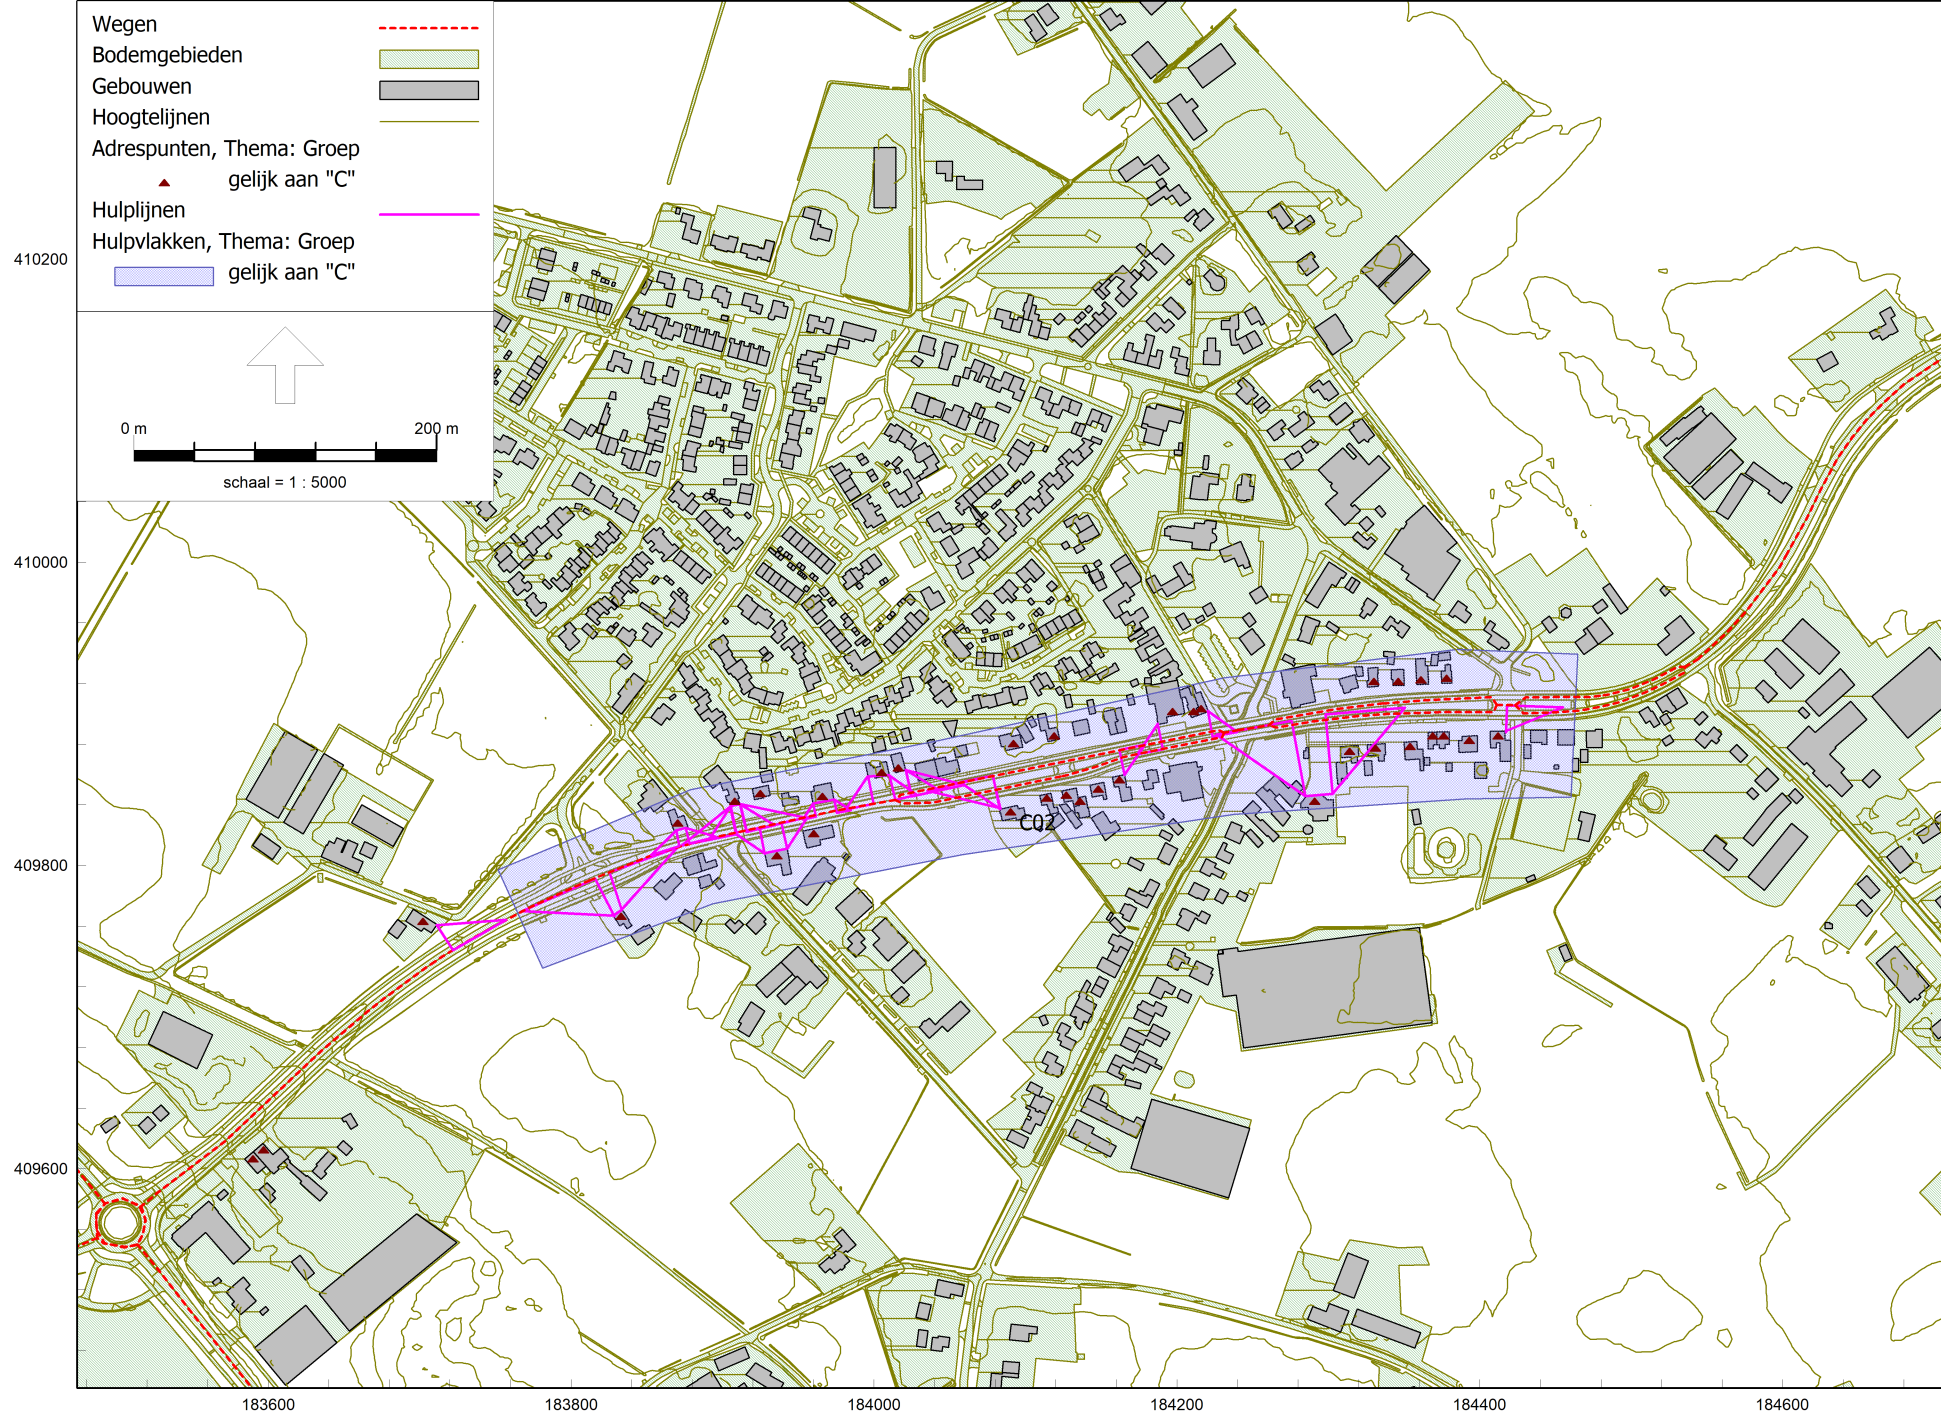 Wegen
Bodemgebieden
Gebouwen
Hoogtelijnen
Adrespunten, Thema: Groep
gelijk aan "C"
Hulplijnen
Hulpvlakken, Thema: Groep
gelijk aan "C"
0 m 200 m
schaal = 1 : 5000
410200
410000
409800
409600
C02
183600 183800 184000 184200 184400 184600